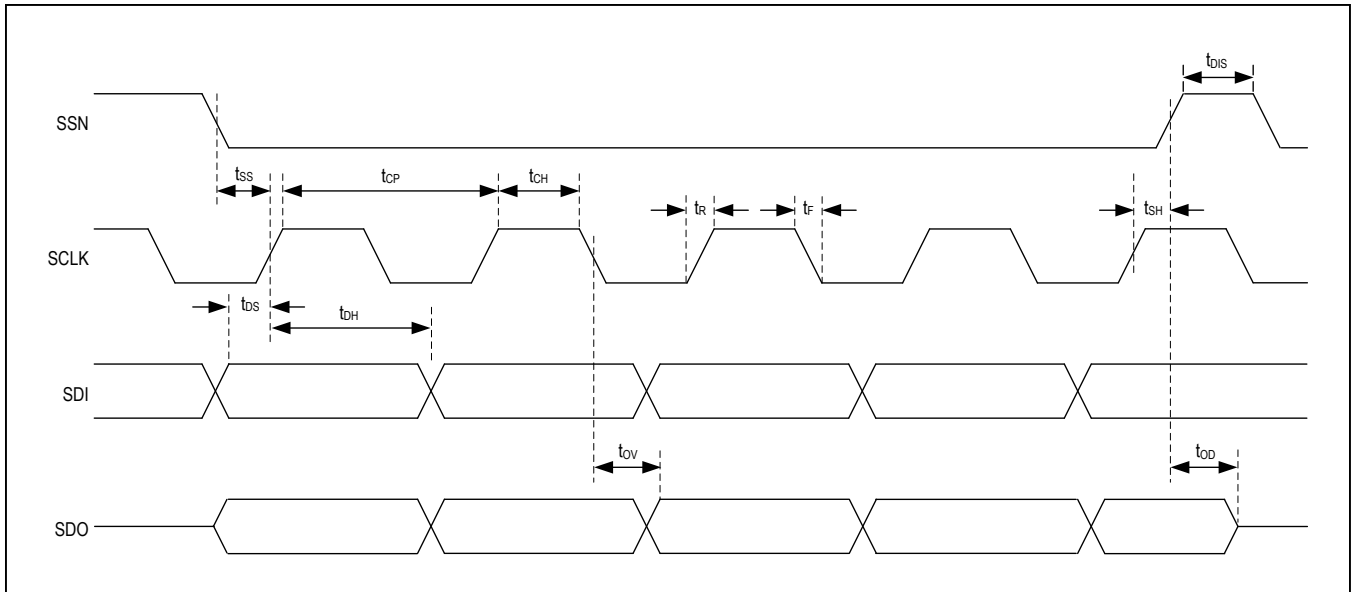 tDIS
SSN
tSS
tCP
tCH
tR
tF
tSH
SCLK
tDS
tDH
SDI
tOV
tOD
SDO